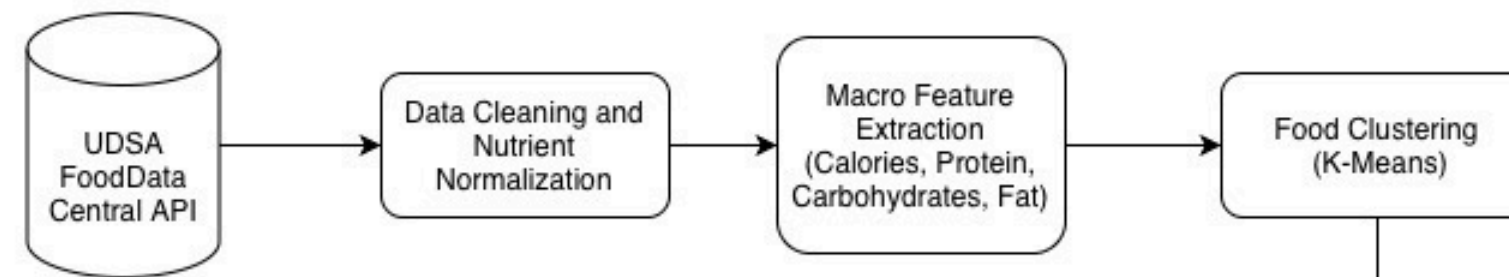 UDSA
FoodData
Central API
Data Cleaning and
Nutrient
Normalization
Macro Feature
Extraction
(Calories, Protein,
Carbohydrates, Fat)
Food Clustering
(K-Means)